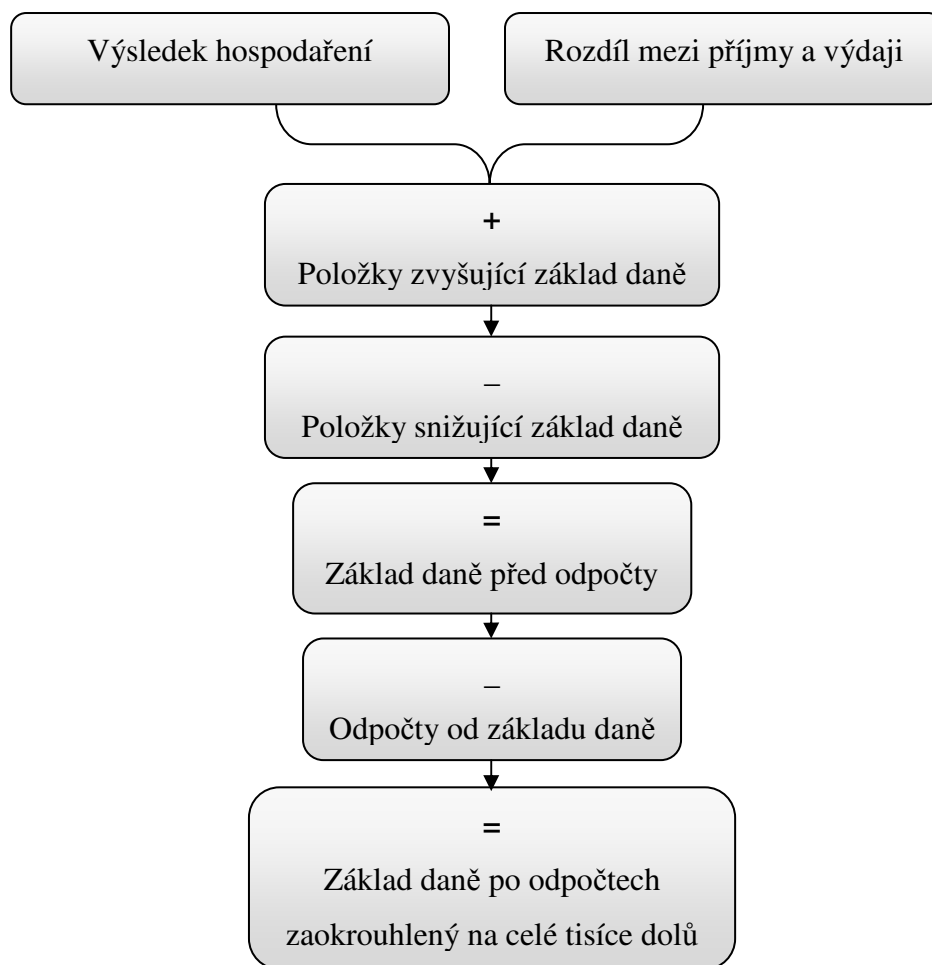 Výsledek hospodaření
Rozdíl mezi příjmy a výdaji
+
Položky zvyšující základ daně
–
Položky snižující základ daně
=
Základ daně před odpočty
–
Odpočty od základu daně
=
Základ daně po odpočtech
zaokrouhlený na celé tisíce dolů